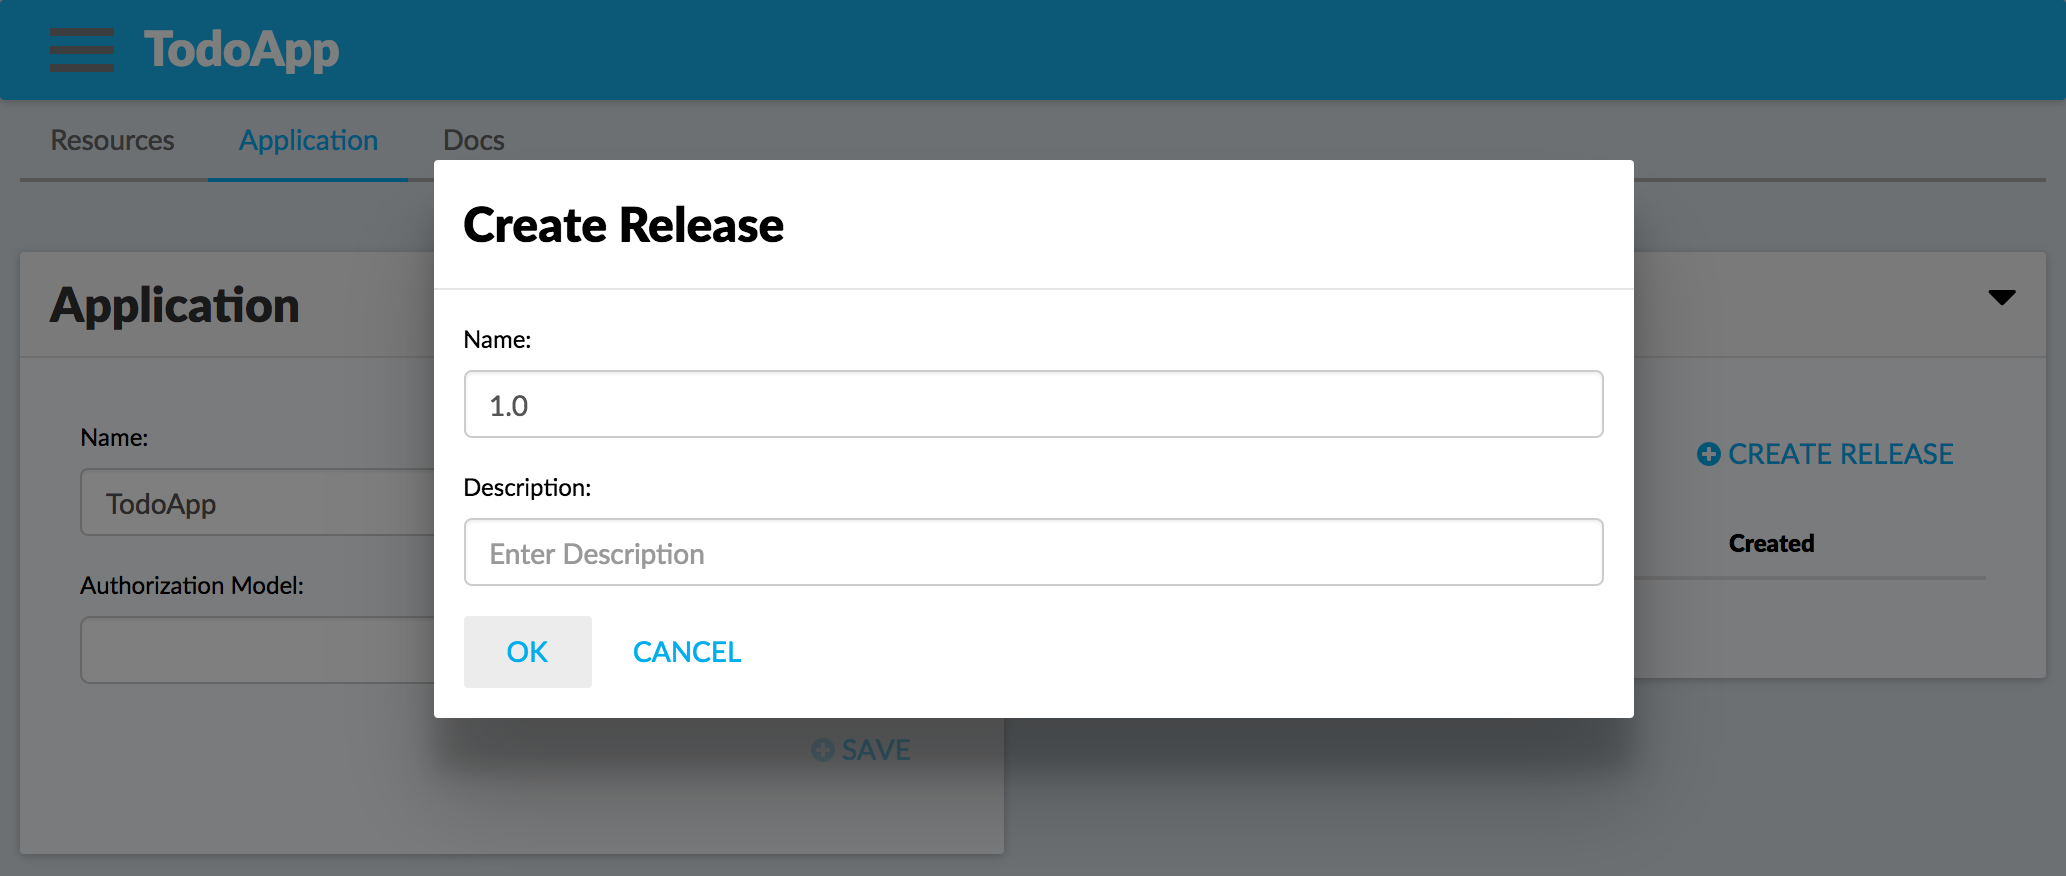 TodoApp
Resources
Application
Docs
Create Release
Name:
1.0
Description:
Enter Description
OK
CANCEL
Application
Name:
TodoApp
Authorization Model:
SAVE
CREATE RELEASE
Created